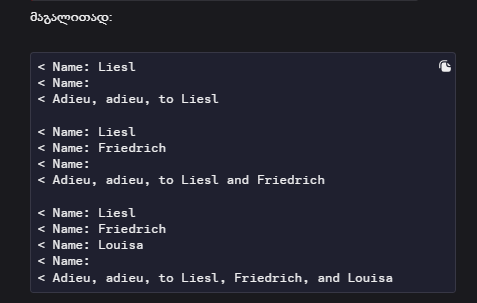 მაგალითად:
< Name: Liesl
< Name:
< Adieu, adieu, to Liesl
< Name: Liesl
< Name: Friedrich
< Name:
< Adieu, adieu, to Liesl and Friedrich
< Name: Liesl
< Name: Friedrich
< Name: Louisa
< Name:
< Adieu, adieu, to Liesl, Friedrich, and Louisa